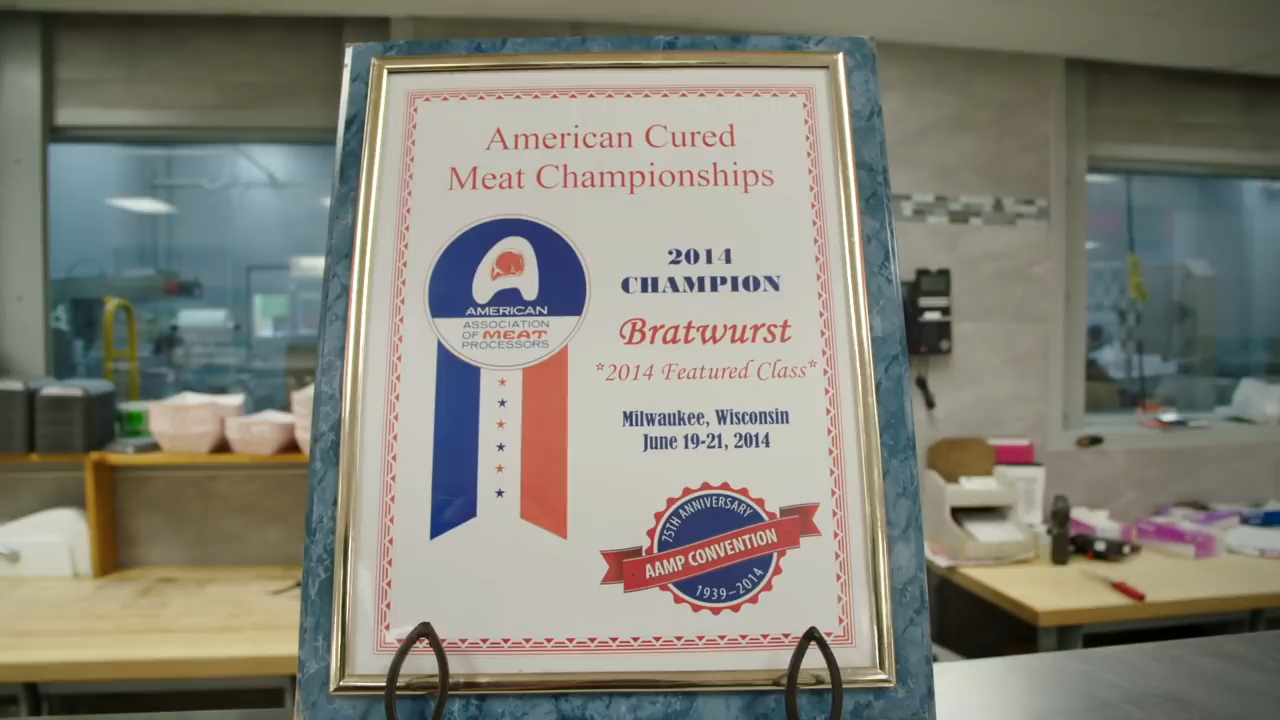 American Cured
Meat Championships
AMERICAN
ASSOCIATION
OF MEAT
PROCESSORS
2014
CHAMPION
Bratwurst
*2014 Featured Class*
Milwaukee, Wisconsin
June 19-21, 2014
75TH ANNIVERSARY
AAMP CONVENTION
1939–2014